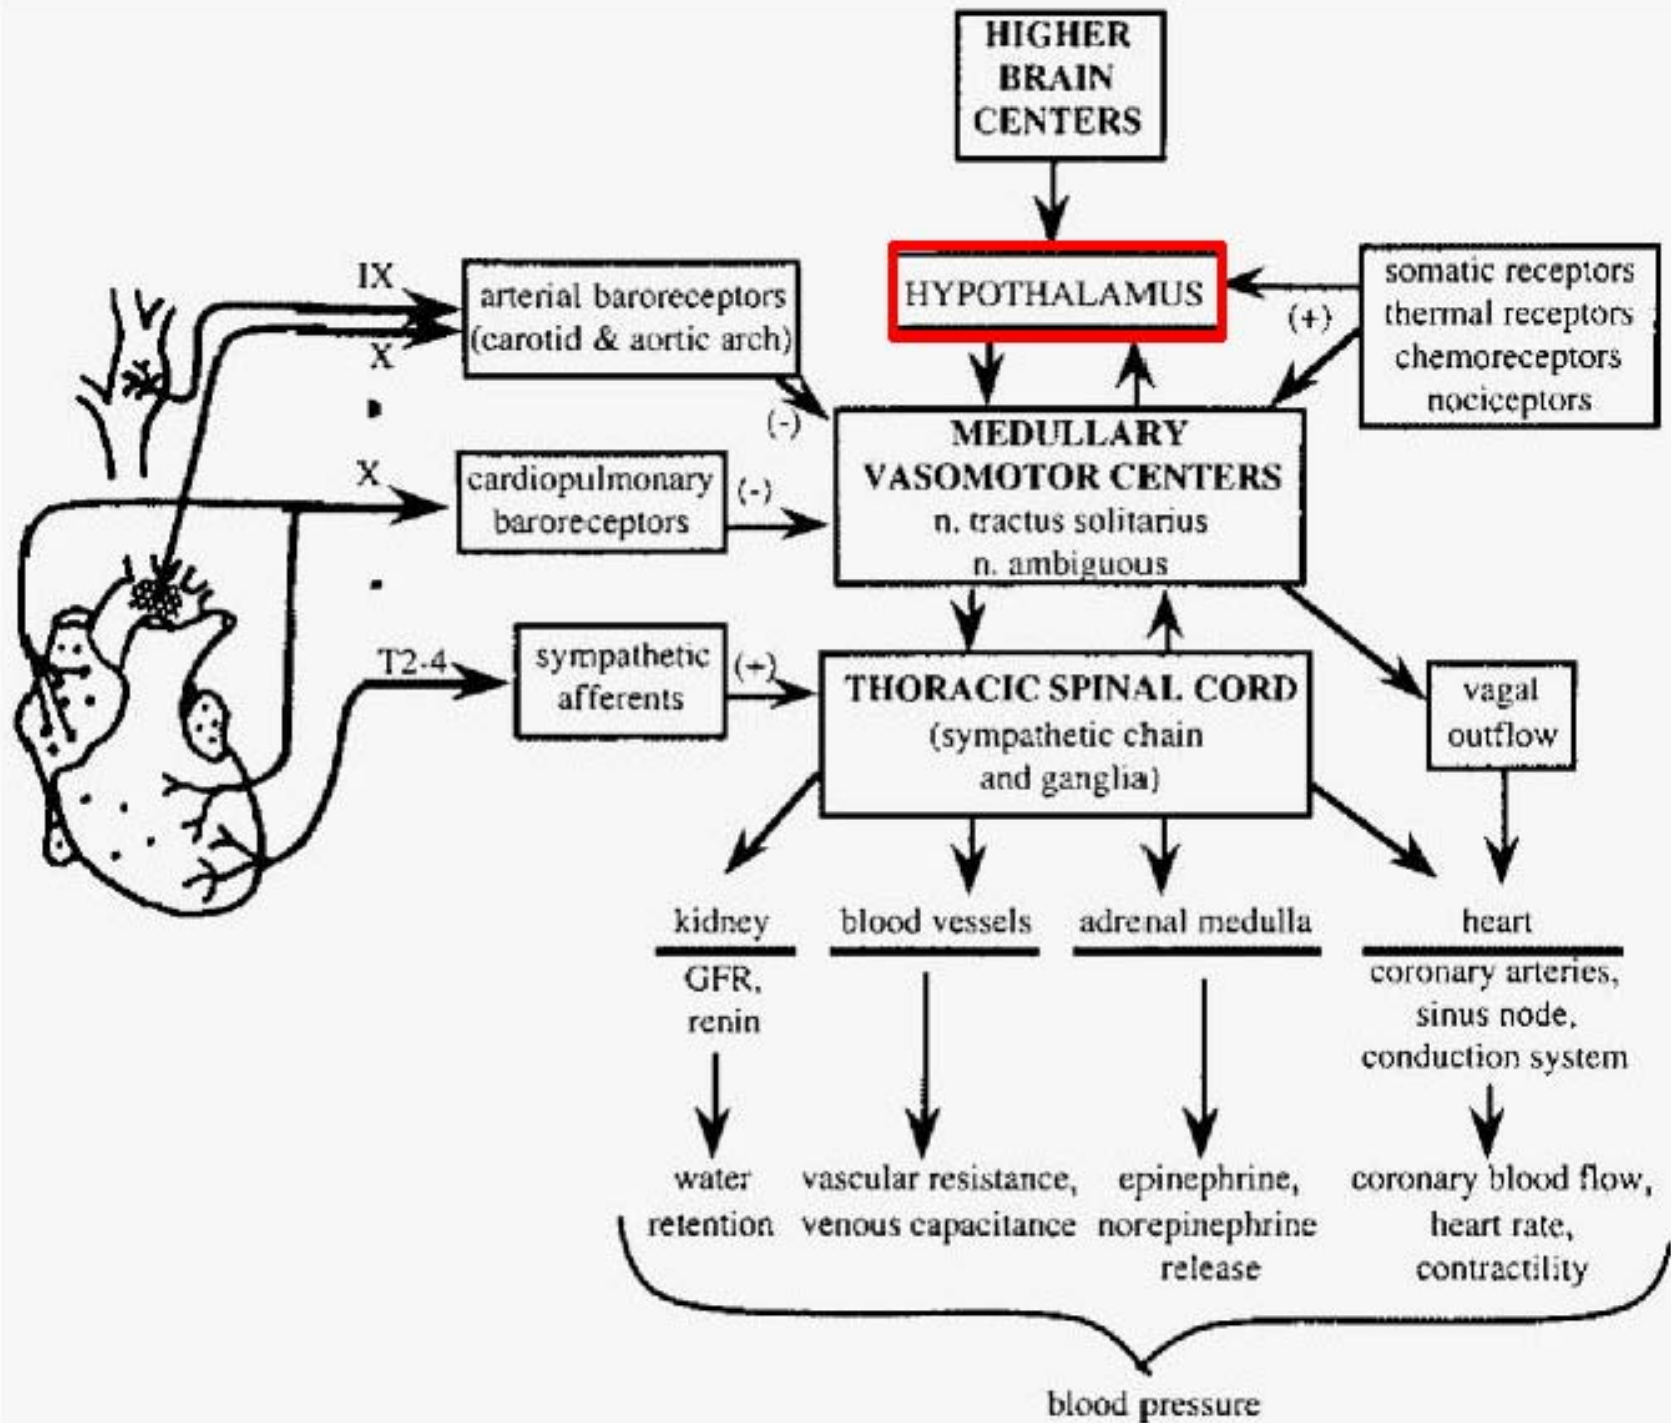 HIGHER
BRAIN
CENTERS
HYPOTHALAMUS
somatic receptors
thermal receptors
chemoreceptors
nociceptors
(+)
IX
X
arterial baroreceptors
(carotid & aortic arch)
(-)
MEDULLARY
VASOMOTOR CENTERS
n. tractus solitarius
n. ambiguous
X
cardiopulmonary
baroreceptors
(-)
T2-4
sympathetic
afferents
(+)
THORACIC SPINAL CORD
(sympathetic chain
and ganglia)
vagal
outflow
kidney
GFR,
renin
water
retention
blood vessels
vascular resistance,
venous capacitance
adrenal medulla
epinephrine,
norepinephrine
release
heart
coronary arteries,
sinus node,
conduction system
coronary blood flow,
heart rate,
contractility
blood pressure